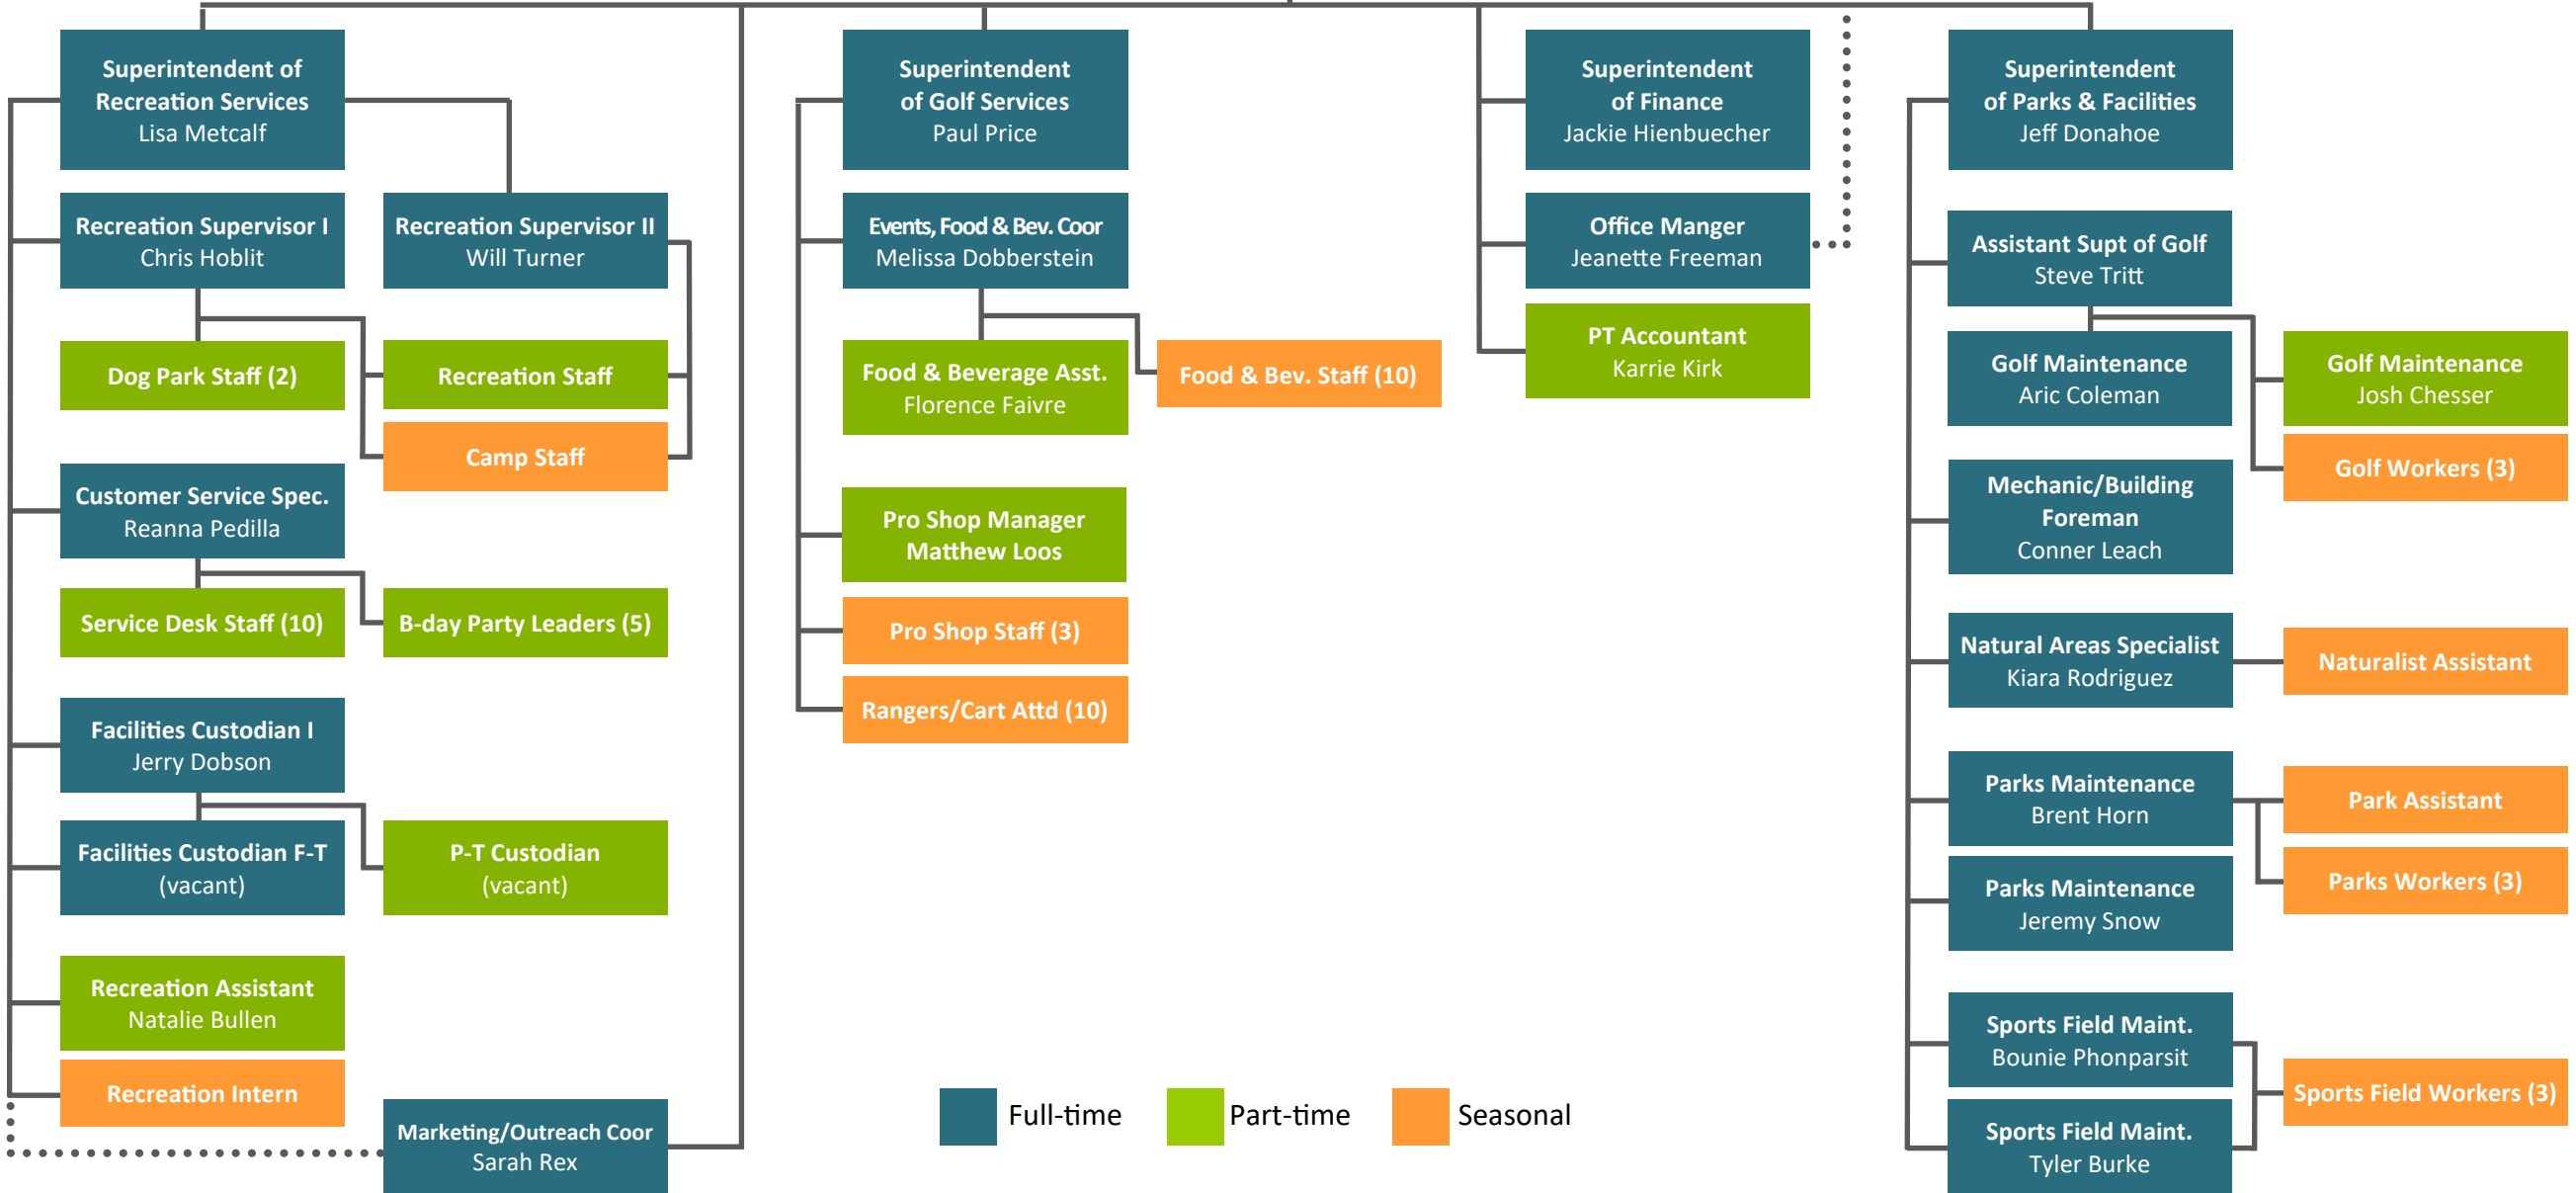 Superintendent of
Recreation Services
Lisa Metcalf
Recreation Supervisor I
Chris Hoblit
Recreation Supervisor II
Will Turner
Dog Park Staff (2)
Recreation Staff
Camp Staff
Customer Service Spec.
Reanna Pedilla
Service Desk Staff (10)
B-day Party Leaders (5)
Facilities Custodian I
Jerry Dobson
Facilities Custodian F-T
(vacant)
P-T Custodian
(vacant)
Recreation Assistant
Natalie Bullen
Recreation Intern
Marketing/Outreach Coor
Sarah Rex
Superintendent
of Golf Services
Paul Price
Events, Food & Bev. Coor
Melissa Dobberstein
Food & Beverage Asst.
Florence Faivre
Food & Bev. Staff (10)
Pro Shop Manager
Matthew Loos
Pro Shop Staff (3)
Rangers/Cart Attd (10)
Superintendent
of Finance
Jackie Hienbuecher
Office Manger
Jeanette Freeman
PT Accountant
Karrie Kirk
Superintendent
of Parks & Facilities
Jeff Donahoe
Assistant Supt of Golf
Steve Tritt
Golf Maintenance
Aric Coleman
Golf Maintenance
Josh Chesser
Golf Workers (3)
Mechanic/Building
Foreman
Conner Leach
Natural Areas Specialist
Kiara Rodriguez
Naturalist Assistant
Parks Maintenance
Brent Horn
Park Assistant
Parks Workers (3)
Parks Maintenance
Jeremy Snow
Sports Field Maint.
Bounie Phonparsit
Sports Field Workers (3)
Sports Field Maint.
Tyler Burke
Full-time
Part-time
Seasonal